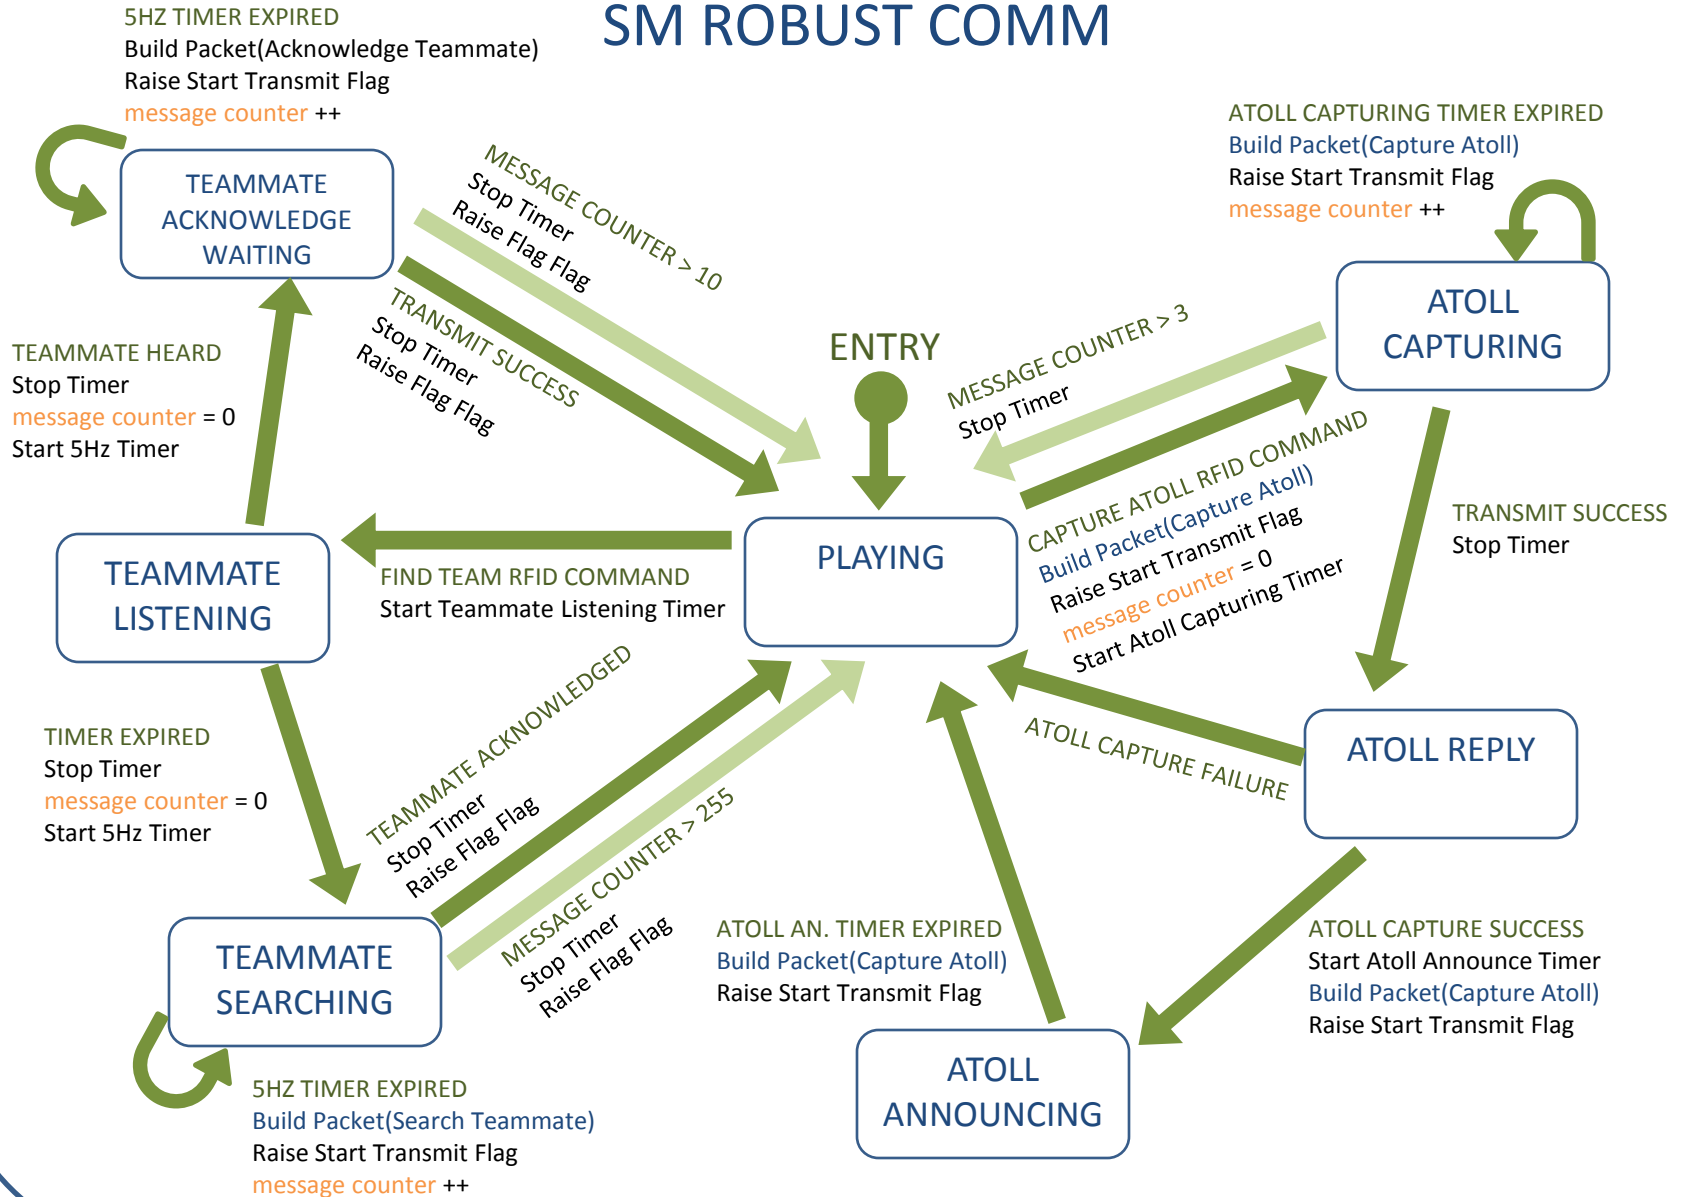 SM ROBUST COMM
5HZ TIMER EXPIRED
Build Packet(Acknowledge Teammate)
Raise Start Transmit Flag
message counter ++
TEAMMATE
ACKNOWLEDGE
WAITING
MESSAGE COUNTER > 10
Stop Timer
Raise Flag Flag
TRANSMIT SUCCESS
Stop Timer
Raise Flag Flag
ATOLL CAPTURING TIMER EXPIRED
Build Packet(Capture Atoll)
Raise Start Transmit Flag
message counter ++
ATOLL
CAPTURING
ENTRY
MESSAGE COUNTER > 3
Stop Timer
CAPTURE ATOLL RFID COMMAND
Build Packet(Capture Atoll)
Raise Start Transmit Flag
message counter = 0
Start Atoll Capturing Timer
TEAMMATE HEARD
Stop Timer
message counter = 0
Start 5Hz Timer
TRANSMIT SUCCESS
Stop Timer
TEAMMATE
LISTENING
FIND TEAM RFID COMMAND
Start Teammate Listening Timer
PLAYING
TIMER EXPIRED
Stop Timer
message counter = 0
Start 5Hz Timer
TEAMMATE ACKNOWLEDGED
Stop Timer
Raise Flag Flag
MESSAGE COUNTER > 255
Stop Timer
Raise Flag Flag
ATOLL CAPTURE FAILURE
ATOLL REPLY
TEAMMATE
SEARCHING
ATOLL AN. TIMER EXPIRED
Build Packet(Capture Atoll)
Raise Start Transmit Flag
ATOLL CAPTURE SUCCESS
Start Atoll Announce Timer
Build Packet(Capture Atoll)
Raise Start Transmit Flag
ATOLL
ANNOUNCING
5HZ TIMER EXPIRED
Build Packet(Search Teammate)
Raise Start Transmit Flag
message counter ++